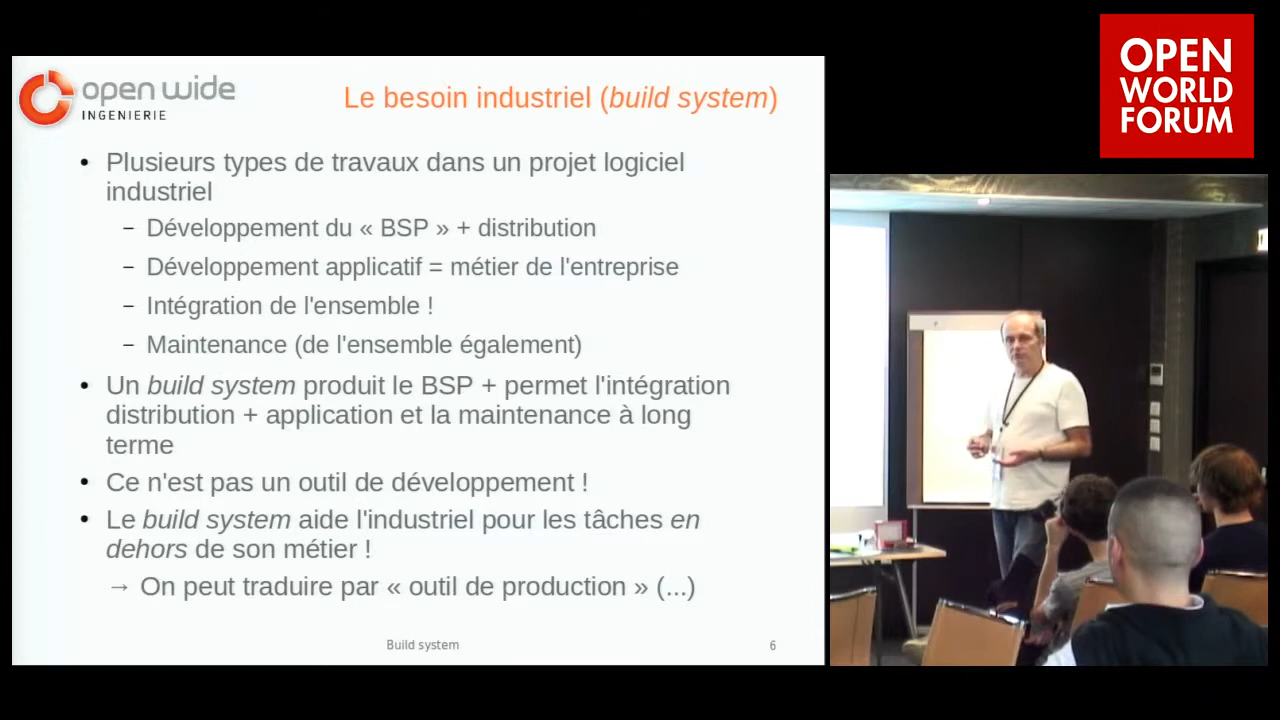 open wide
INGENIERIE
Le besoin industriel (build system)
• Plusieurs types de travaux dans un projet logiciel
industriel
– Développement du « BSP » + distribution
– Développement applicatif = métier de l'entreprise
– Intégration de l'ensemble !
– Maintenance (de l'ensemble également)
• Un build system produit le BSP + permet l'intégration
distribution + application et la maintenance à long
terme
• Ce n'est pas un outil de développement !
• Le build system aide l'industriel pour les tâches en
dehors de son métier !
→ On peut traduire par « outil de production » (...)
Build system
6
OPEN
WORLD
FORUM